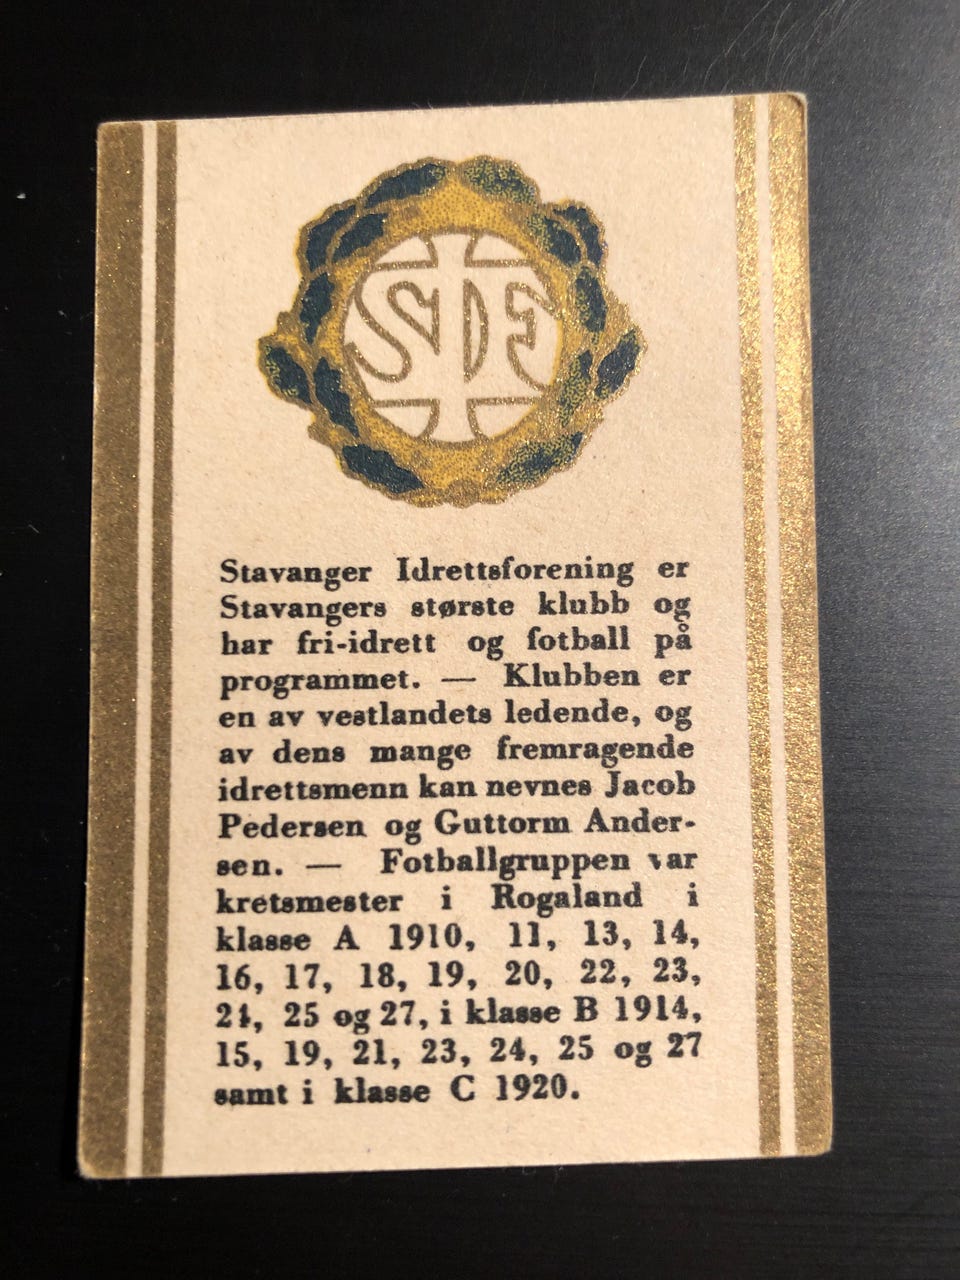 SIF
Stavanger Idrettsforening er
Stavangers største klubb og
har fri-idrett og fotball på
programmet. — Klubben er
en av vestlandets ledende, og
av dens mange fremragende
idrettsmenn kan nevnes Jacob
Pedersen og Guttorm Ander-
sen. — Fotballgruppen var
kretsmester i Rogaland i
klasse A 1910, 11, 13, 14,
16, 17, 18, 19, 20, 22, 23,
24, 25 og 27, i klasse B 1914,
15, 19, 21, 23, 24, 25 og 27
samt i klasse C 1920.